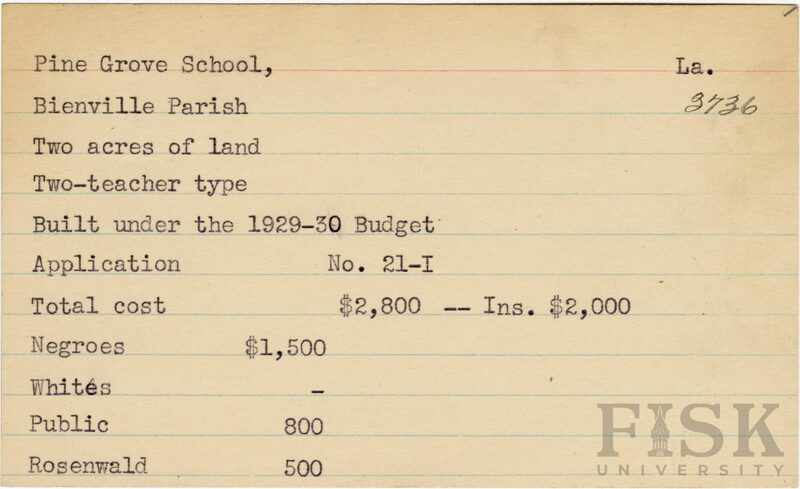 Pine Grove School, La.
Bienville Parish 3736
Two acres of land
Two-teacher type
Built under the 1929-30 Budget
Application No. 21-I
Total cost $2,800 -- Ins. $2,000
Negroes $1,500
Whites -
Public 800
Rosenwald 500
FISK
UNIVERSITY